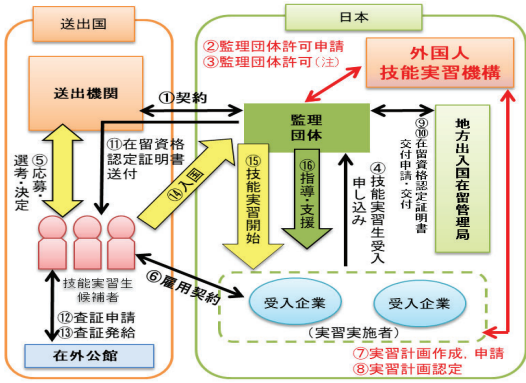 送出国
日本
②監理団体許可申請
③監理団体許可(注)
外国人
技能実習機構
送出機関
①契約
監理
団体
⑪在留資格
認定証明書
送付
⑤応募・
選考・決定
⑭入国
⑮技能実習開始
⑯指導・支援
④技能実習生受入
申し込み
⑨⑩在留資格認定証明書
交付申請・交付
地方出入国在留管理局
技能実習生
候補者
⑥雇用契約
受入企業
受入企業
(実習実施者)
⑫査証申請
⑬査証発給
在外公館
⑦実習計画作成,申請
⑧実習計画認定